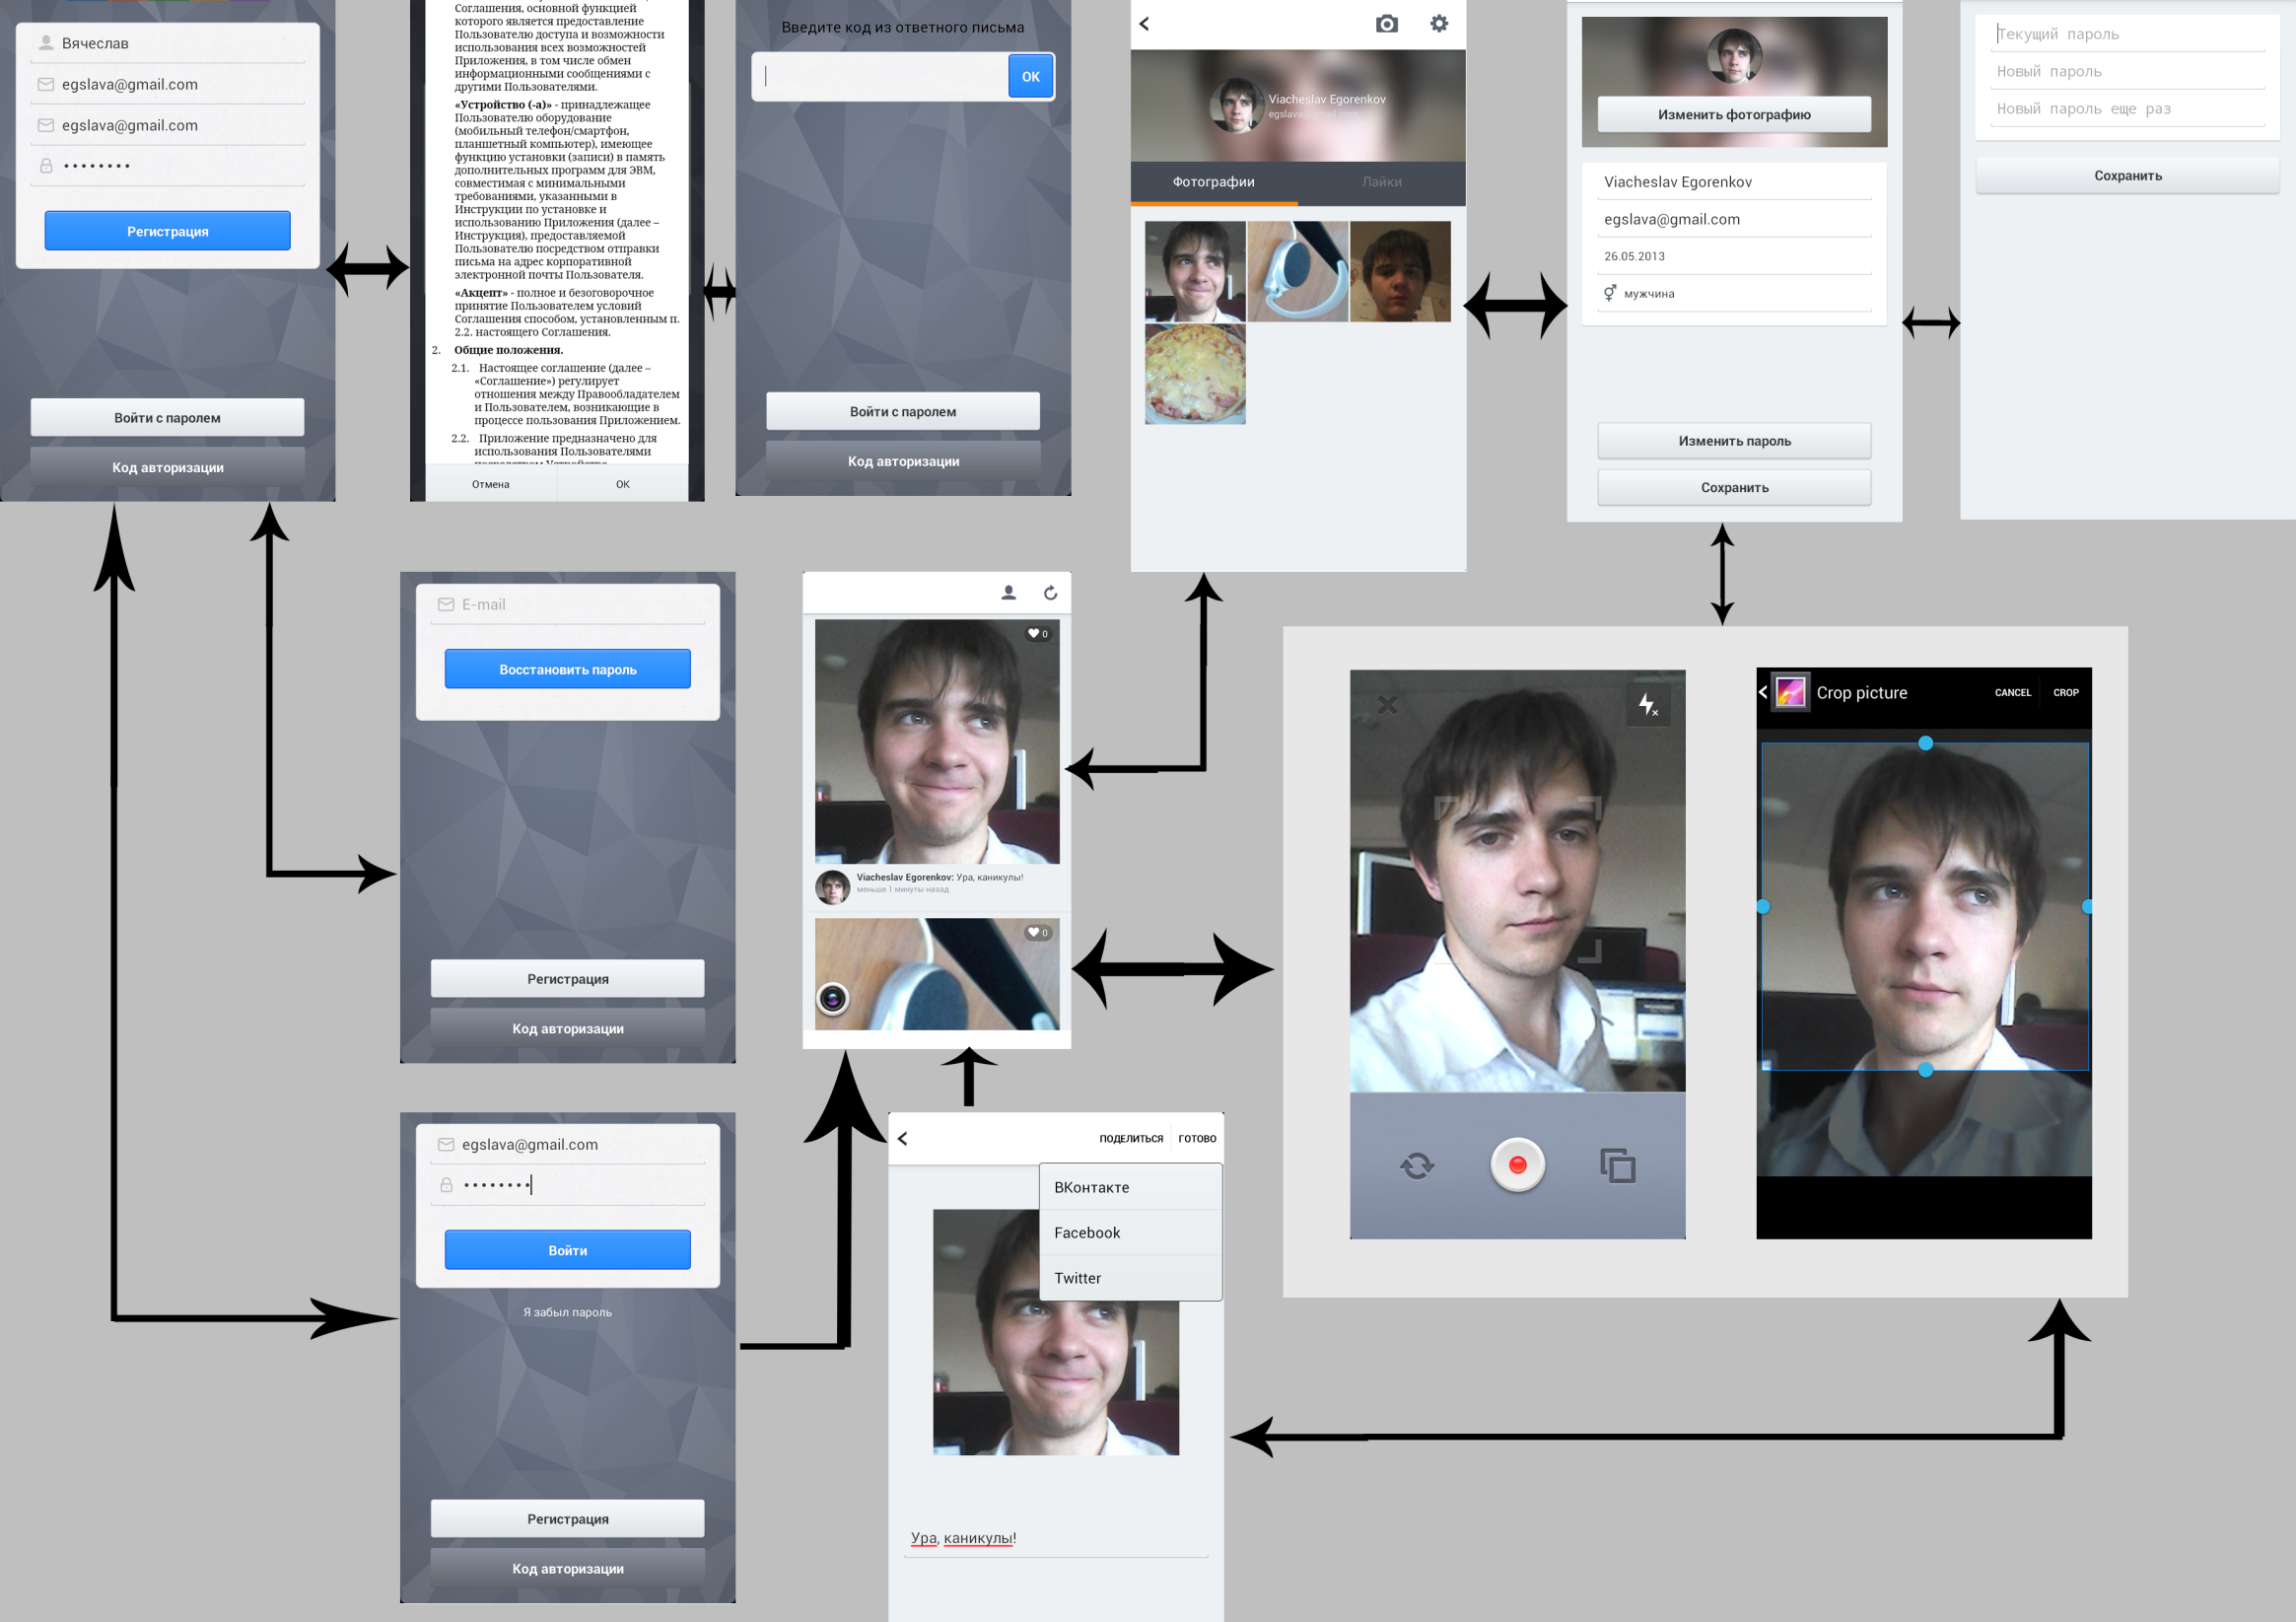 Вячеслав
egslava@gmail.com
egslava@gmail.com
Регистрация
Войти с паролем
Код авторизации
Соглашения, основной функцией
которого является предоставление
Пользователю доступа и возможности
использования всех возможностей
Приложения, в том числе обмен
информационными сообщениями с
другими Пользователями.
«Устройство (-а)» - принадлежащее
Пользователю оборудование
(мобильный телефон/смартфон,
планшетный компьютер), имеющее
функцию установки (записи) в память
дополнительных программ для ЭВМ,
совместимая с минимальными
требованиями, указанными в
Инструкции по установке и
использованию Приложения (далее –
Инструкция), предоставляемой
Пользователю посредством отправки
письма на адрес корпоративной
электронной почты Пользователя.
«Акцепт» - полное и безоговорочное
принятие Пользователем условий
Соглашения способом, установленным п.
2.2. настоящего Соглашения.
2. Общие положения.
2.1. Настоящее соглашение (далее –
«Соглашение») регулирует
отношения между Правообладателем
и Пользователем, возникающие в
процессе пользования Приложением.
2.2. Приложение предназначено для
использования Пользователями
Отмена
ОК
Введите код из ответного письма
ОК
Войти с паролем
Код авторизации
Viacheslav Egorenkov
egslava@gmail.com
Фотографии
Лайки
Изменить фотографию
Viacheslav Egorenkov
egslava@gmail.com
26.05.2013
мужчина
Изменить пароль
Сохранить
Текущий пароль
Новый пароль
Новый пароль еще раз
Сохранить
E-mail
Восстановить пароль
Регистрация
Код авторизации
0
Viacheslav Egorenkov: Ура, каникулы!
меньше 1 минуты назад
0
Crop picture
CANCEL
CROP
egslava@gmail.com
Войти
Я забыл пароль
Регистрация
Код авторизации
ПОДЕЛИТЬСЯ
ГОТОВО
ВКонтакте
Facebook
Twitter
Ура, каникулы!